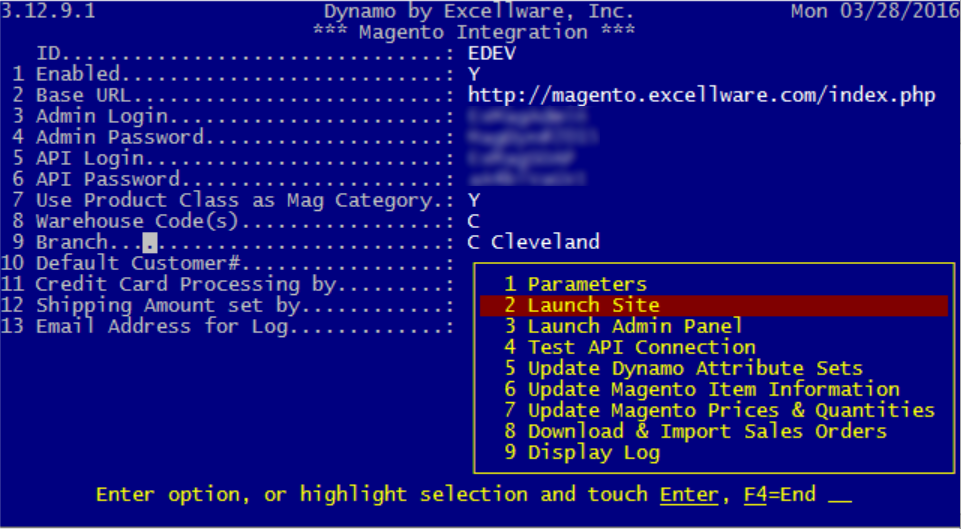 3.12.9.1 Dynamo by Excellware, Inc. Mon 03/28/2016
*** Magento Integration ***
ID................................: EDEV
1 Enabled...........................: Y
2 Base URL..........................: http://magento.excellware.com/index.php
3 Admin Login.......................:
4 Admin Password....................:
5 API Login.........................:
6 API Password......................:
7 Use Product Class as Mag Category.: Y
8 Warehouse Code(s).................: C
9 Branch............................: C Cleveland
10 Default Customer#.................:
11 Credit Card Processing by.........:
12 Shipping Amount set by............:
13 Email Address for Log.............:
1 Parameters
2 Launch Site
3 Launch Admin Panel
4 Test API Connection
5 Update Dynamo Attribute Sets
6 Update Magento Item Information
7 Update Magento Prices & Quantities
8 Download & Import Sales Orders
9 Display Log
Enter option, or highlight selection and touch Enter, F4=End __